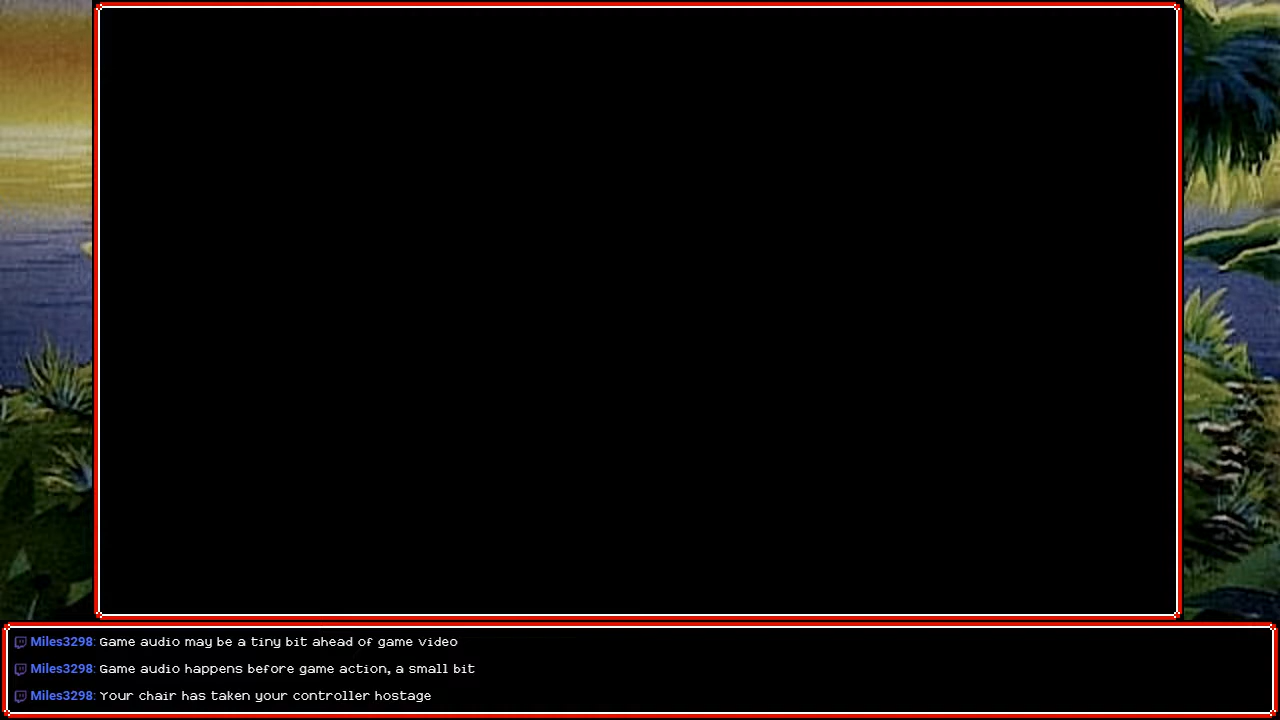 Miles3298: Game audio may be a tiny bit ahead of game video
Miles3298: Game audio happens before game action, a small bit
Miles3298: Your chair has taken your controller hostage